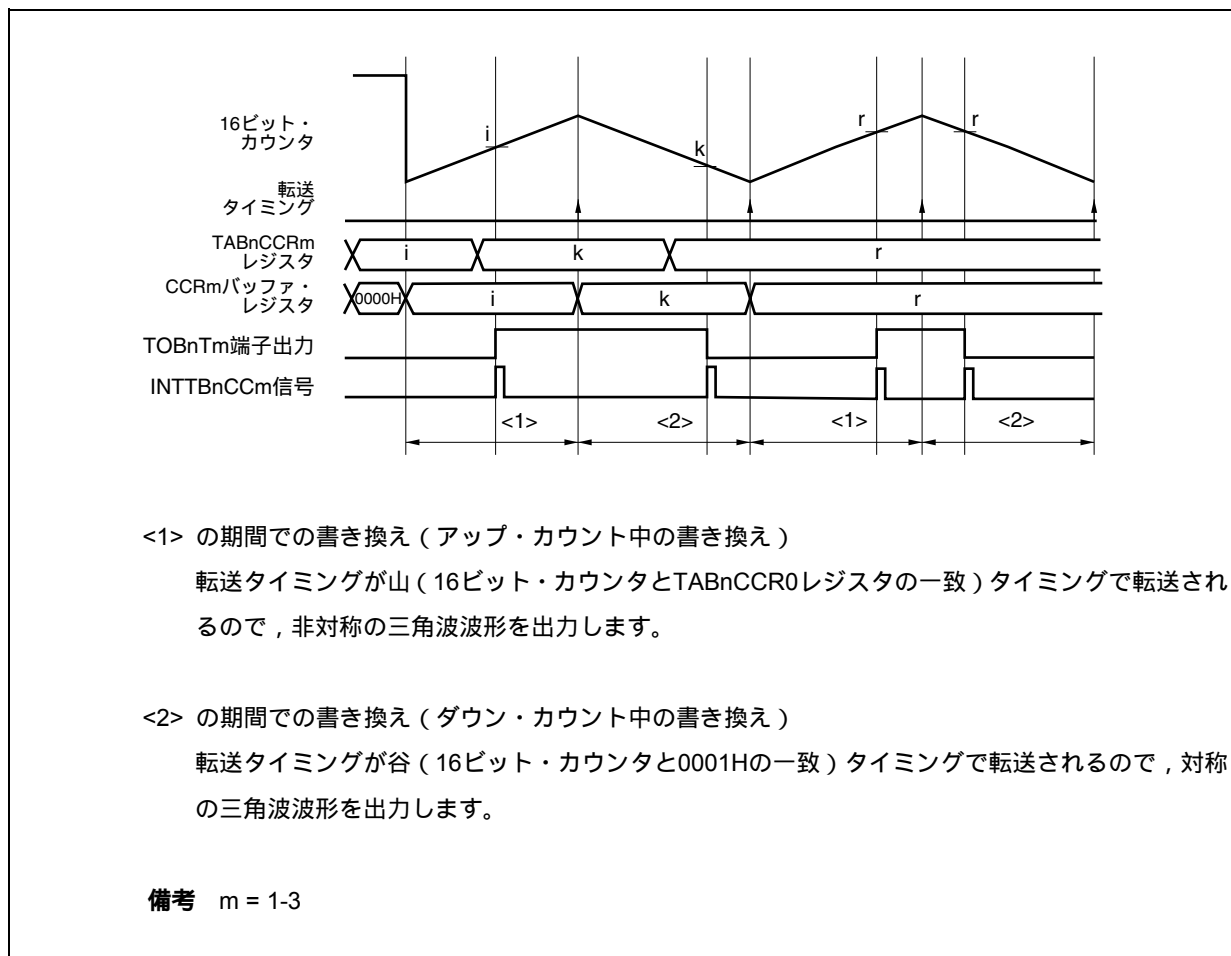 16ビット・
カウンタ
i
k
r
r
転送
タイミング
TABnCCRm
レジスタ
i
k
r
CCRmバッファ・
レジスタ
0000H
i
k
r
TOBnTm端子出力
INTTBnCCm信号
<1>
<2>
<1>
<2>
<1> の期間での書き換え（アップ・カウント中の書き換え）
転送タイミングが山（16ビット・カウンタとTABnCCR0レジスタの一致）タイミングで転送され
るので，非対称の三角波波形を出力します。
<2> の期間での書き換え（ダウン・カウント中の書き換え）
転送タイミングが谷（16ビット・カウンタと0001Hの一致）タイミングで転送されるので，対称
の三角波波形を出力します。
備考 m = 1-3